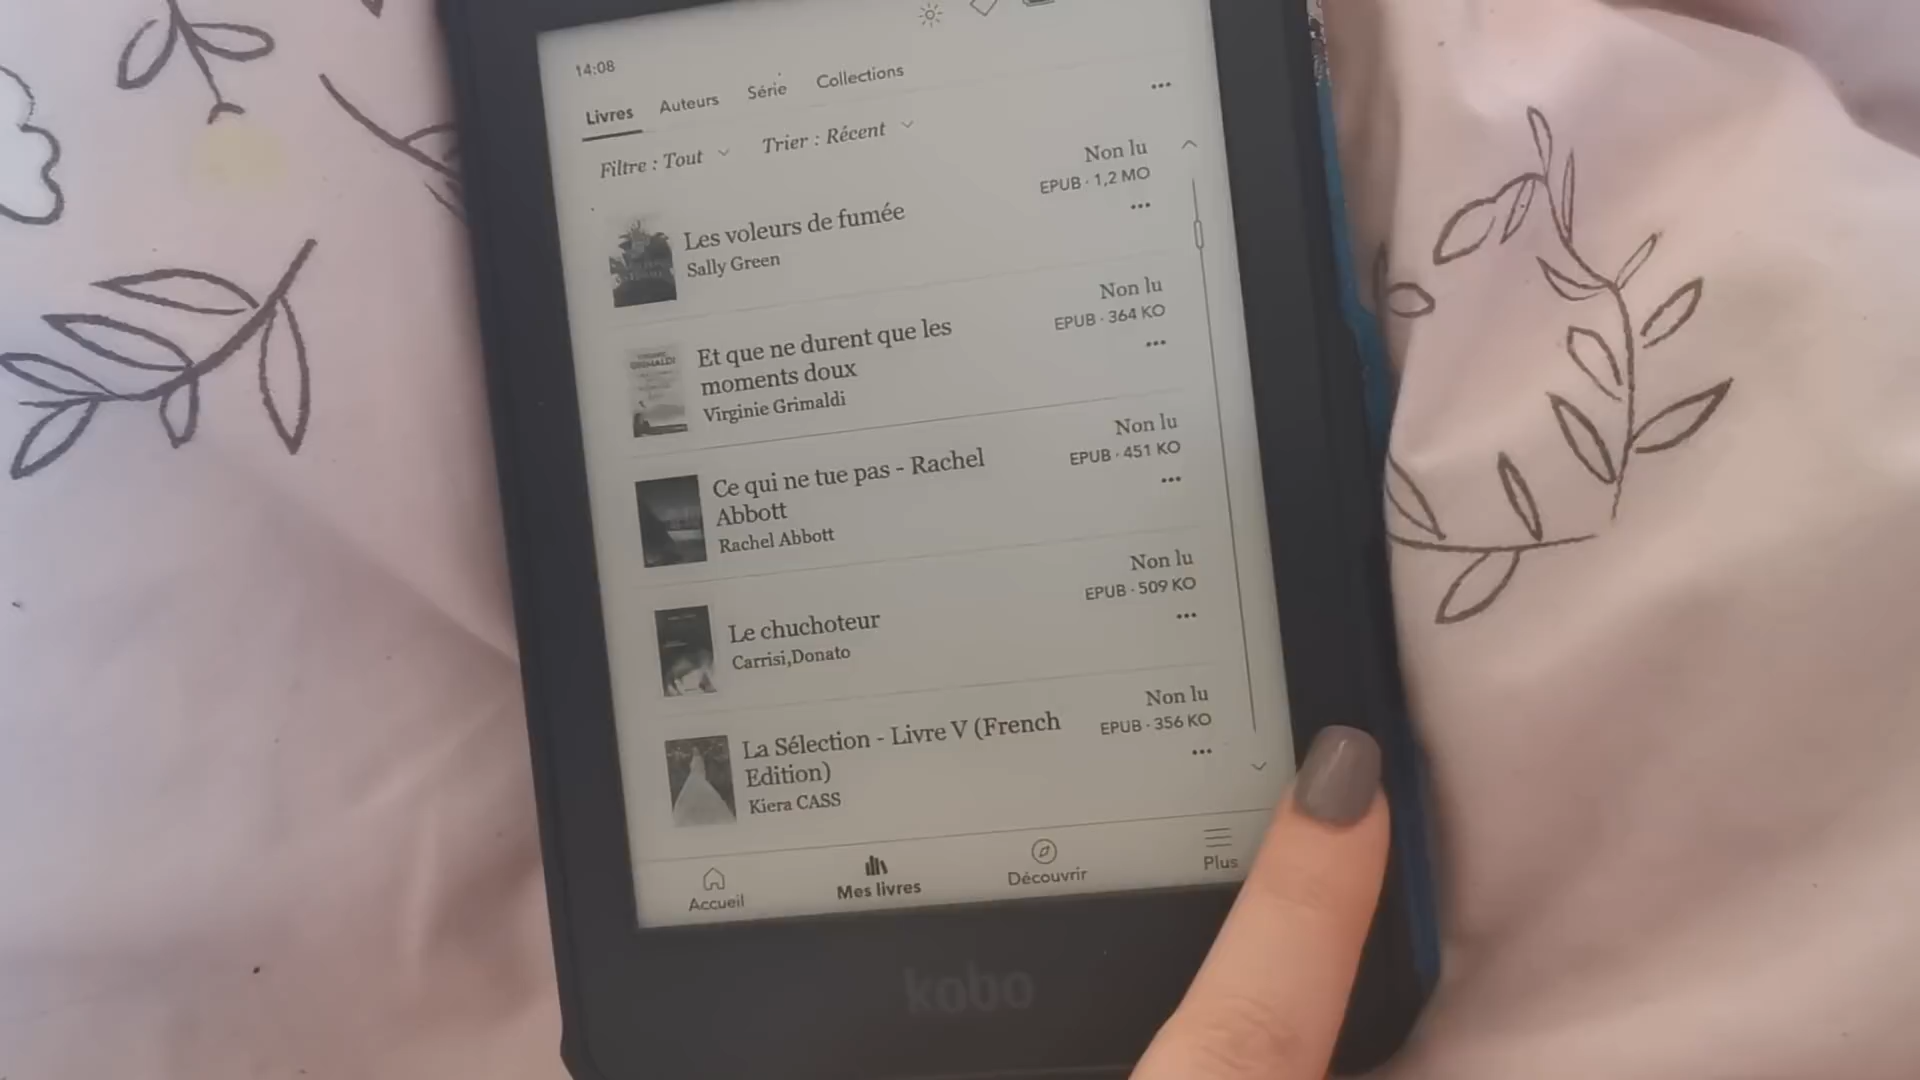 14:08
Livres Auteurs Série Collections
Filtre : Tout Trier : Récent
Non lu
EPUB · 1,2 MO
Les voleurs de fumée
Sally Green
Non lu
EPUB · 364 KO
GRIMALDI
Et que ne durent que les
moments doux
Virginie Grimaldi
Non lu
EPUB · 451 KO
Ce qui ne tue pas - Rachel
Abbott
Rachel Abbott
Non lu
EPUB · 509 KO
Le chuchoteur
Carrisi,Donato
Non lu
EPUB · 356 KO
La Sélection - Livre V (French
Edition)
Kiera CASS
Accueil Mes livres Découvrir Plus
kobo